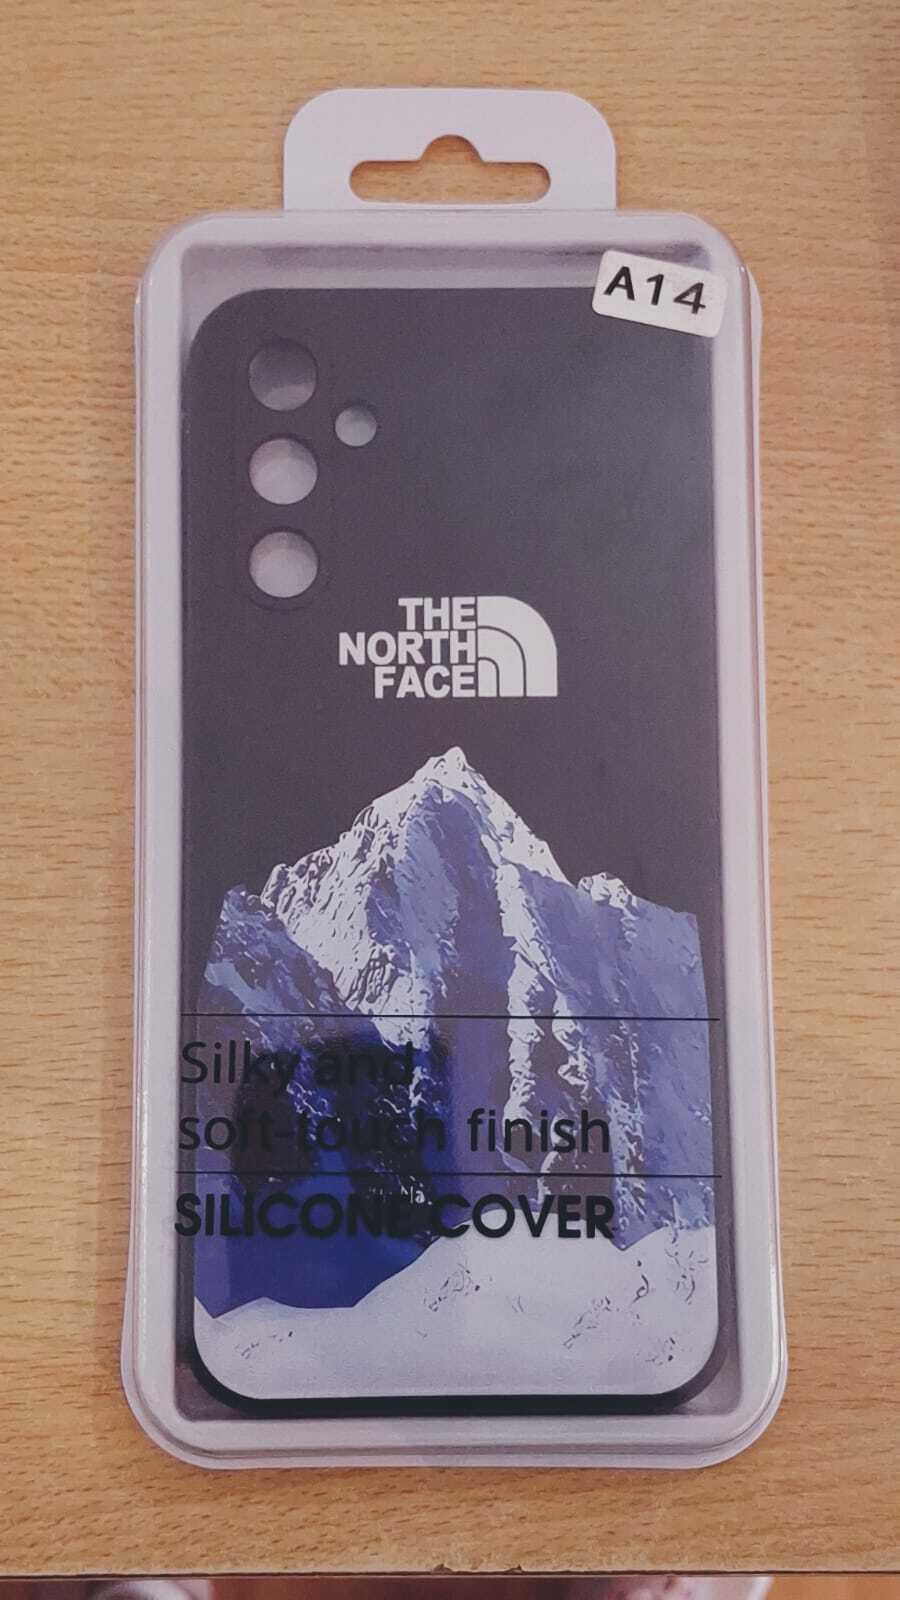 A14
THE
NORTH
FACE
Silky and
soft-touch finish
SILICONE COVER